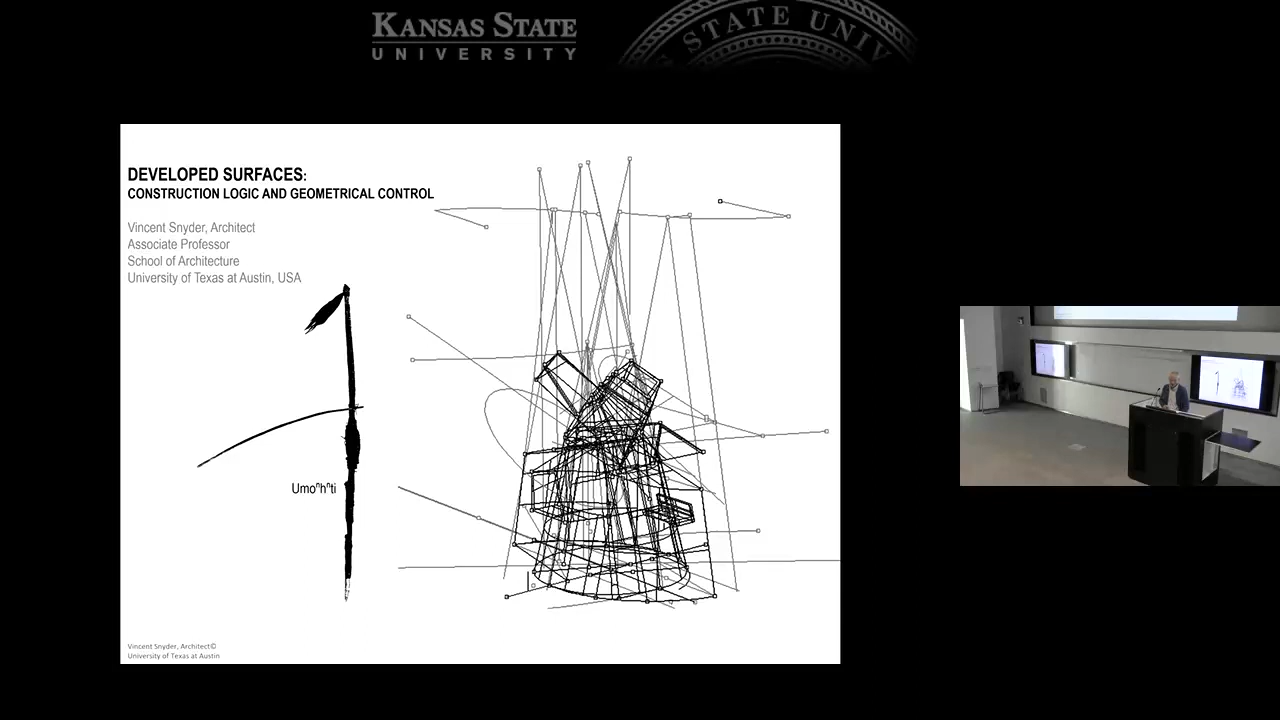 KANSAS STATE
UNIVERSITY
STATE UNIV
DEVELOPED SURFACES:
CONSTRUCTION LOGIC AND GEOMETRICAL CONTROL
Vincent Snyder, Architect
Associate Professor
School of Architecture
University of Texas at Austin, USA
Umoⁿhⁿti
Vincent Snyder, Architect©
University of Texas at Austin